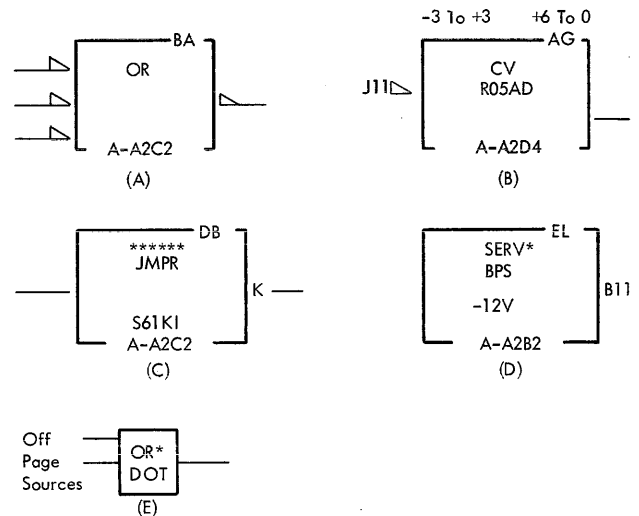 BA
OR
A-A2C2
(A)
-3 To +3 +6 To 0
AG
J11
CV
R05AD
A-A2D4
(B)
DB
******
JMPR
K
S61KI
A-A2C2
(C)
EL
SERV*
BPS
B11
-12V
A-A2B2
(D)
Off
Page
Sources
OR*
DOT
(E)